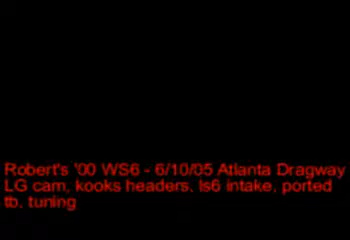 Robert's '00 WS6 - 6/10/05 Atlanta Dragway
LG cam, kooks headers, ls6 intake, ported
tb, tuning